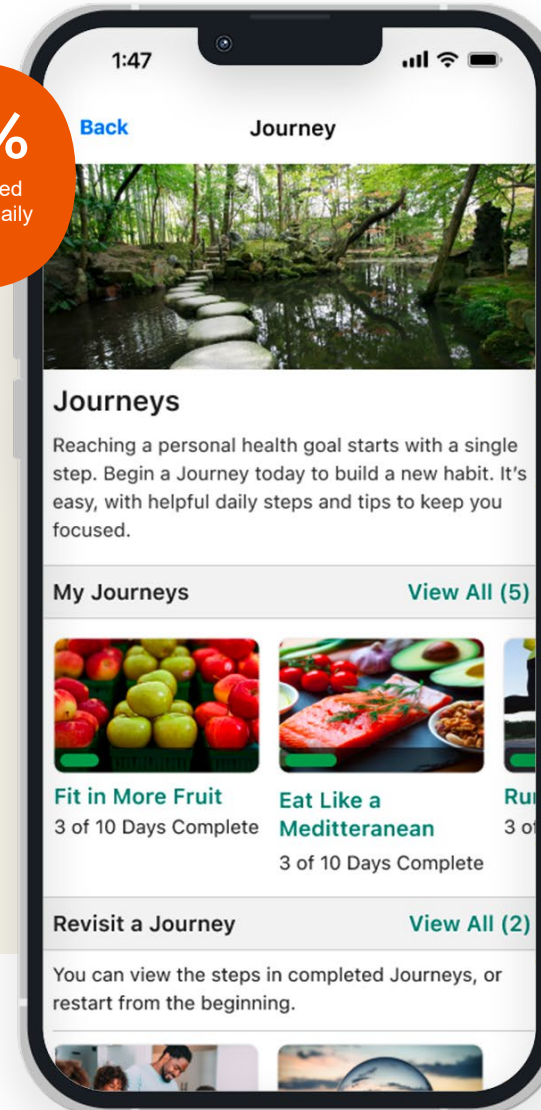 1:47
%
aily
Back
Journey
Journeys
Reaching a personal health goal starts with a single
step. Begin a Journey today to build a new habit. It's
easy, with helpful daily steps and tips to keep you
focused.
My Journeys
View All (5)
Fit in More Fruit
3 of 10 Days Complete
Eat Like a
Meditteranean
3 of 10 Days Complete
3
Revisit a Journey
View All (2)
You can view the steps in completed Journeys, or
restart from the beginning.